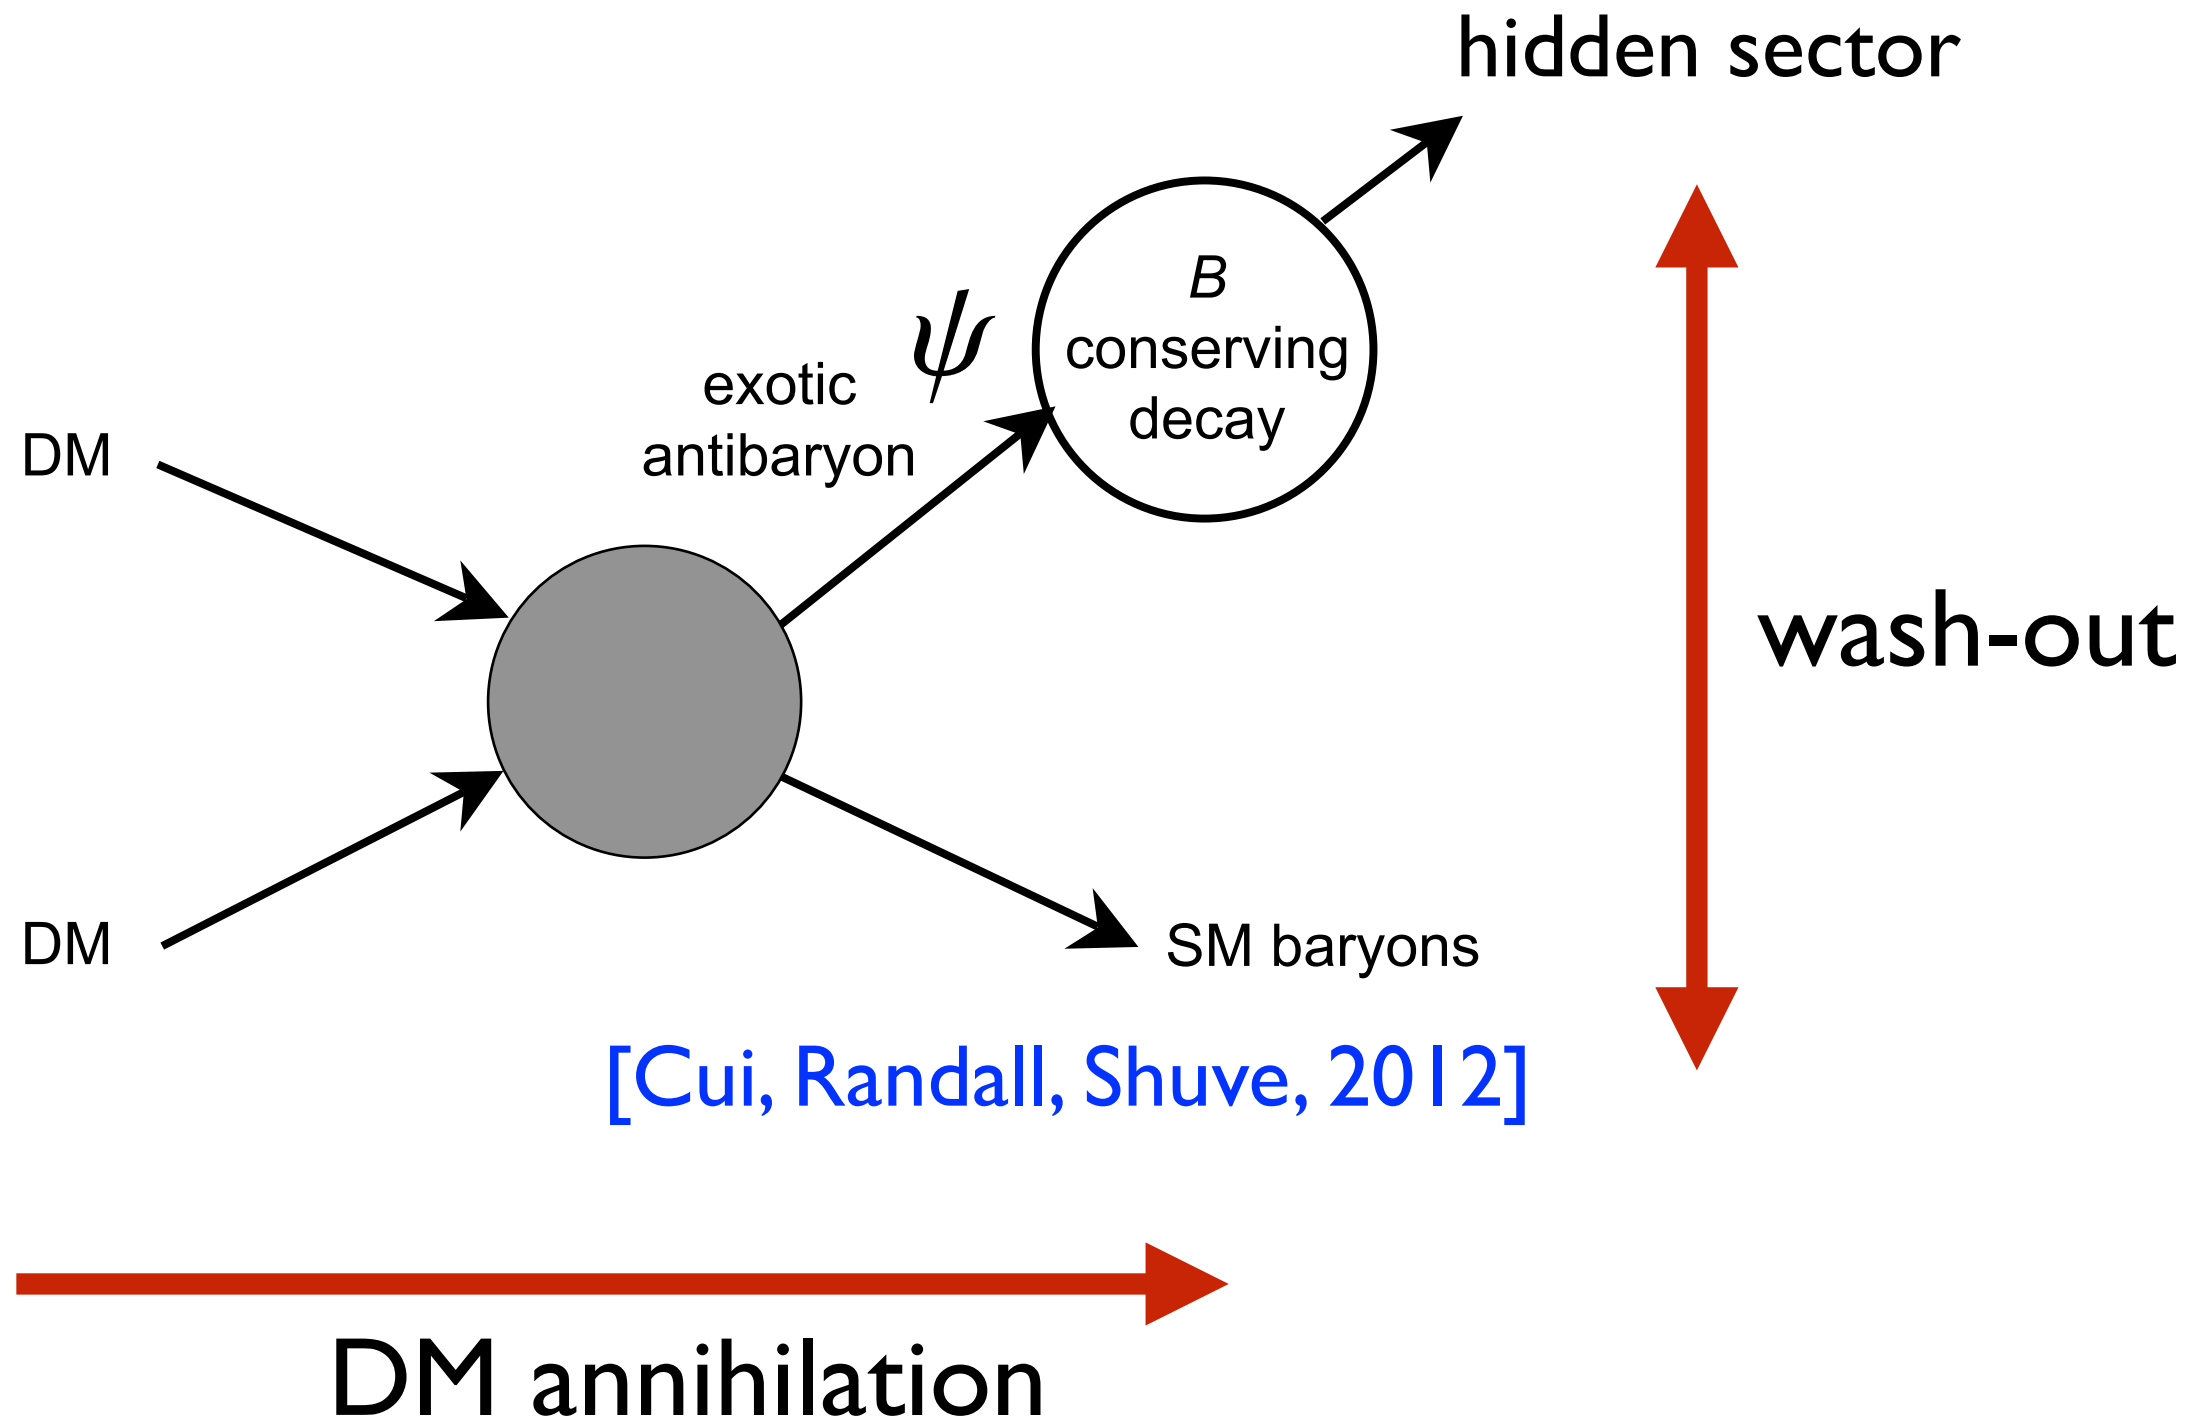 hidden sector
B
conserving
decay
ψ
exotic
antibaryon
DM
wash-out
DM
SM baryons
[Cui, Randall, Shuve, 2012]
DM annihilation